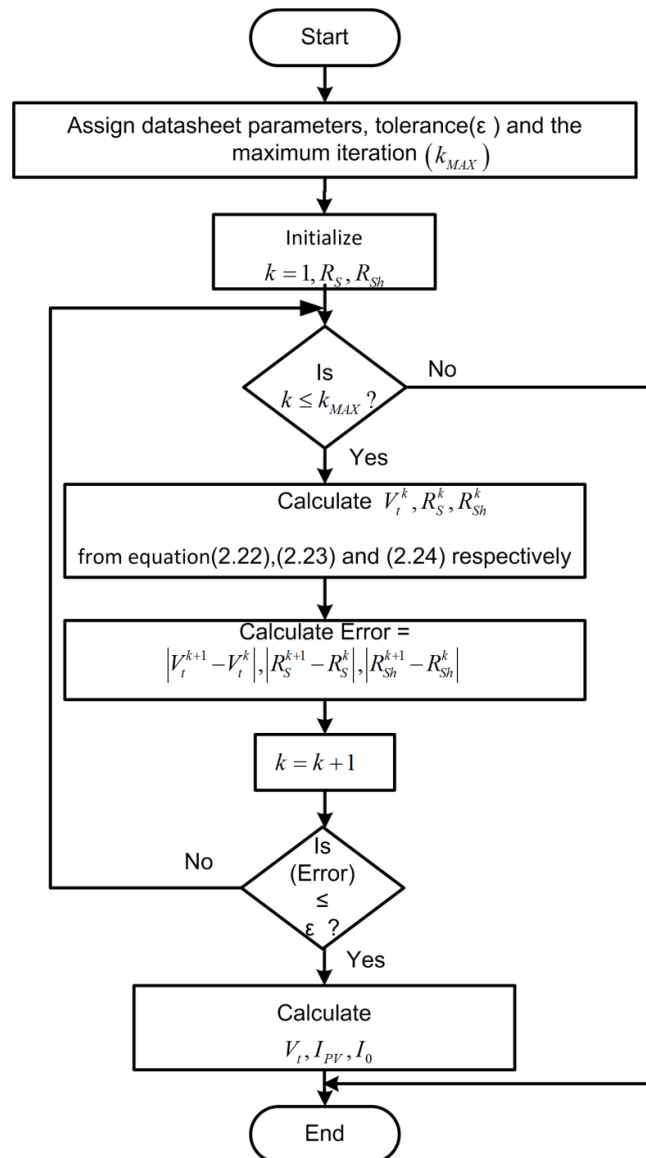 Start
Assign datasheet parameters, tolerance(ε ) and the
maximum iteration (k_MAX)
Initialize
k = 1, R_S, R_Sh
Is
k ≤ k_MAX ?
No
Yes
Calculate V_t^k, R_S^k, R_Sh^k
from equation(2.22),(2.23) and (2.24) respectively
Calculate Error =
|V_t^{k+1} − V_t^k|, |R_S^{k+1} − R_S^k|, |R_Sh^{k+1} − R_Sh^k|
k = k + 1
No
Is
(Error)
≤
ε ?
Yes
Calculate
V_t, I_PV, I_0
End